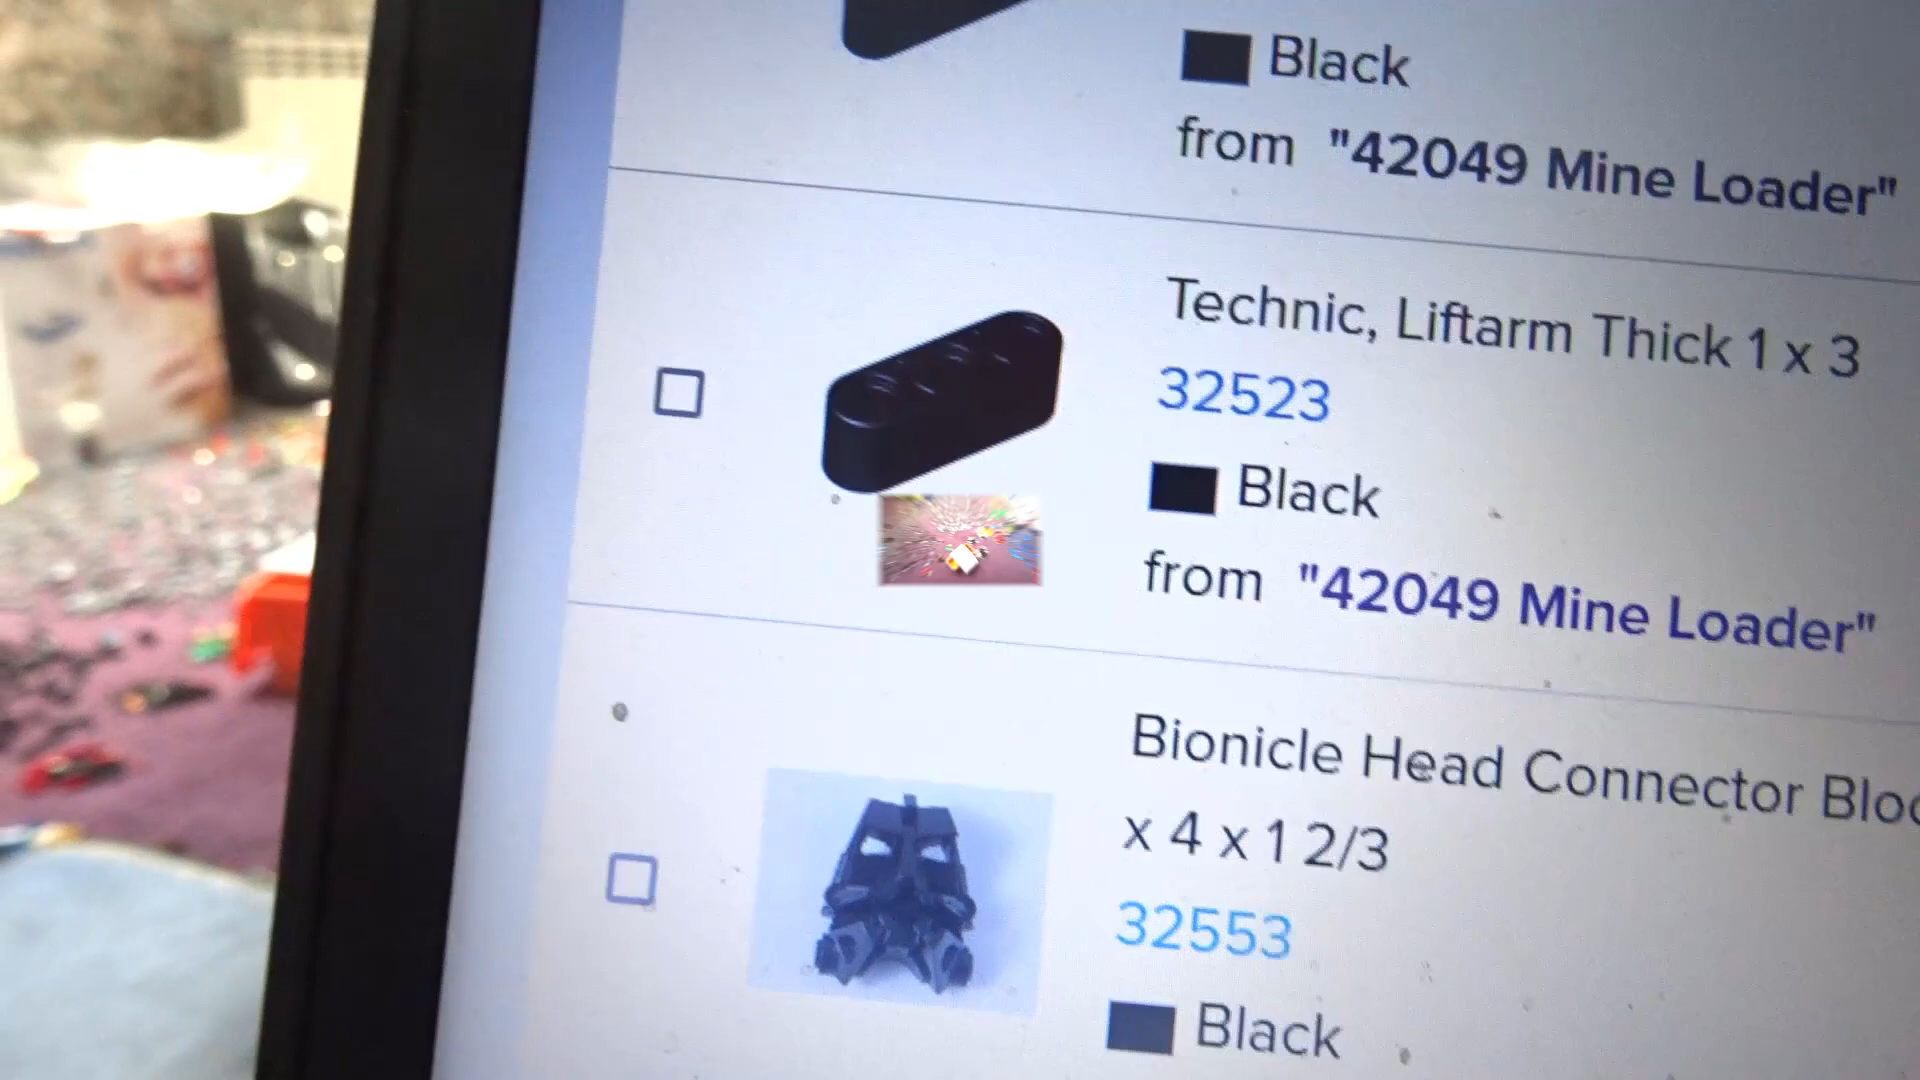 Black
from "42049 Mine Loader"
Technic, Liftarm Thick 1 x 3
32523
Black
from "42049 Mine Loader"
Bionicle Head Connector
x 4 x 1 2/3
32553
Black